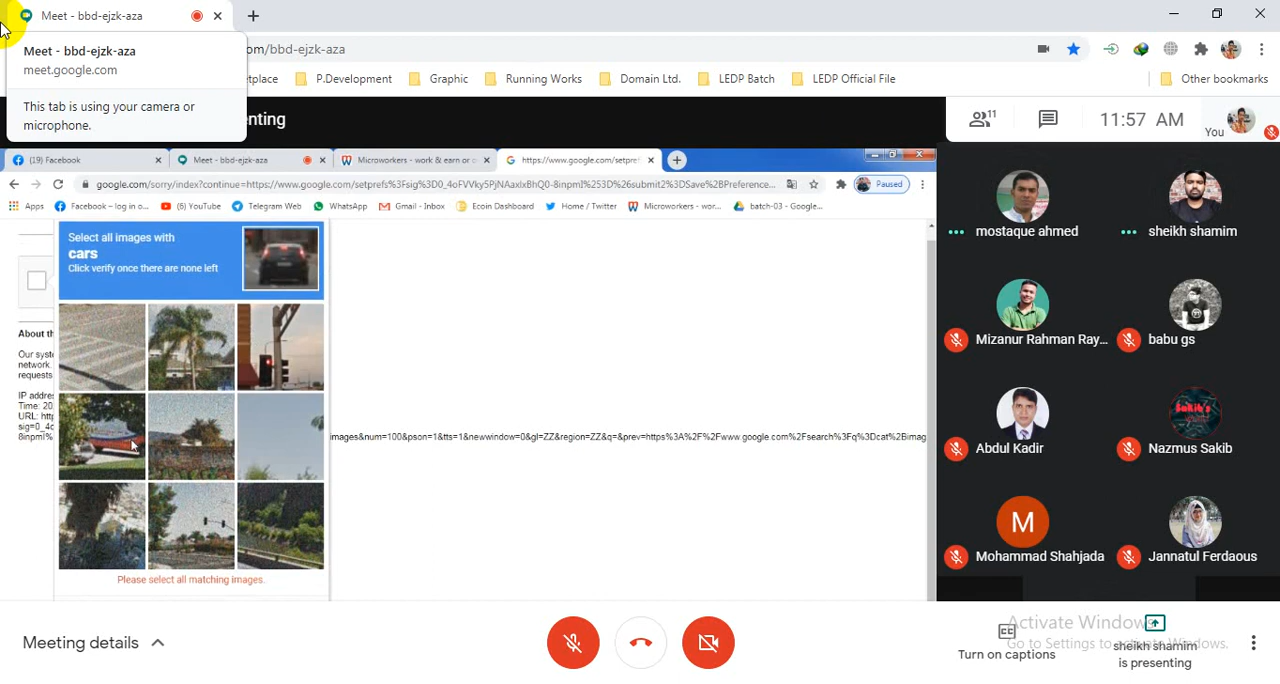 Meet - bbd-ejzk-aza
Meet - bbd-ejzk-aza
meet.google.com
This tab is using your camera or
microphone.
om/bbd-ejzk-aza
etplace
P.Development
Graphic
Running Works
Domain Ltd.
LEDP Batch
LEDP Official File
Other bookmarks
enting
11
11:57 AM
You
(19) Facebook
Meet - bbd-ejzk-aza
Microworkers - work & earn or o
https://www.google.com/setpref
google.com/sorry/index?continue=https://www.google.com/setprefs%3Fsig%3D0_4oFVVky5PjNAaxlxBhQ0-8inpmI%253D%26submit2%3DSave%2BPreference...
Paused
Apps
Facebook – log in o...
(6) YouTube
Telegram Web
WhatsApp
Gmail - Inbox
Ecoin Dashboard
Home / Twitter
Microworkers - wor...
batch-03 - Google...
Select all images with
cars
Click verify once there are none left
About th
Our syste
network.
requests
IP addres
Time: 20
URL: http
sig=0_4o
8inpmI%
images&num=100&pson=1&tts=1&newwindow=0&gl=ZZ&region=ZZ&q=&prev=https%3A%2F%2Fwww.google.com%2Fsearch%3Fq%3Dcat%2Bimag
Please select all matching images.
mostaque ahmed
sheikh shamim
Mizanur Rahman Ray...
babu gs
Abdul Kadir
Sakib's
Nazmus Sakib
M
Mohammad Shahjada
Jannatul Ferdaous
Meeting details
Activate Windows
Go to Settings to activate Windows.
CC
Turn on captions
sheikh shamim
is presenting